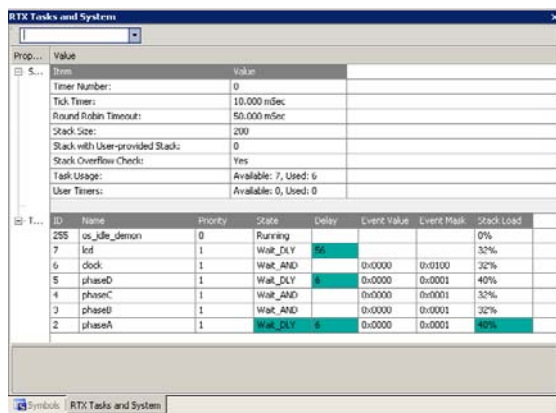 RTX Tasks and System
Prop... Value
S... Item Value
Timer Number: 0
Tick Timer: 10.000 mSec
Round Robin Timeout: 50.000 mSec
Stack Size: 200
Stack with User-provided Stack: 0
Stack Overflow Check: Yes
Task Usage: Available: 7, Used: 6
User Timers: Available: 0, Used: 0
T... ID Name Priority State Delay Event Value Event Mask Stack Load
255 os_idle_demon 0 Running 0%
7 lcd 1 Wait_DLY 56 32%
6 clock 1 Wait_AND 0x0000 0x0100 32%
5 phaseD 1 Wait_DLY 6 0x0000 0x0001 40%
4 phaseC 1 Wait_AND 0x0000 0x0001 32%
3 phaseB 1 Wait_AND 0x0000 0x0001 32%
2 phaseA 1 Wait_DLY 6 0x0000 0x0001 40%
Symbols RTX Tasks and System